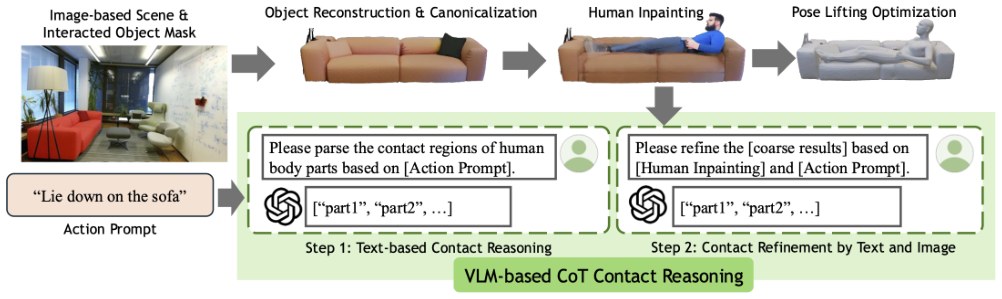 Image-based Scene &
Interacted Object Mask
Object Reconstruction & Canonicalization
Human Inpainting
Pose Lifting Optimization
"Lie down on the sofa"
Action Prompt
Please parse the contact regions of human
body parts based on [Action Prompt].
["part1", "part2", …]
Step 1: Text-based Contact Reasoning
Please refine the [coarse results] based on
[Human Inpainting] and [Action Prompt].
["part1", "part2", …]
Step 2: Contact Refinement by Text and Image
VLM-based CoT Contact Reasoning